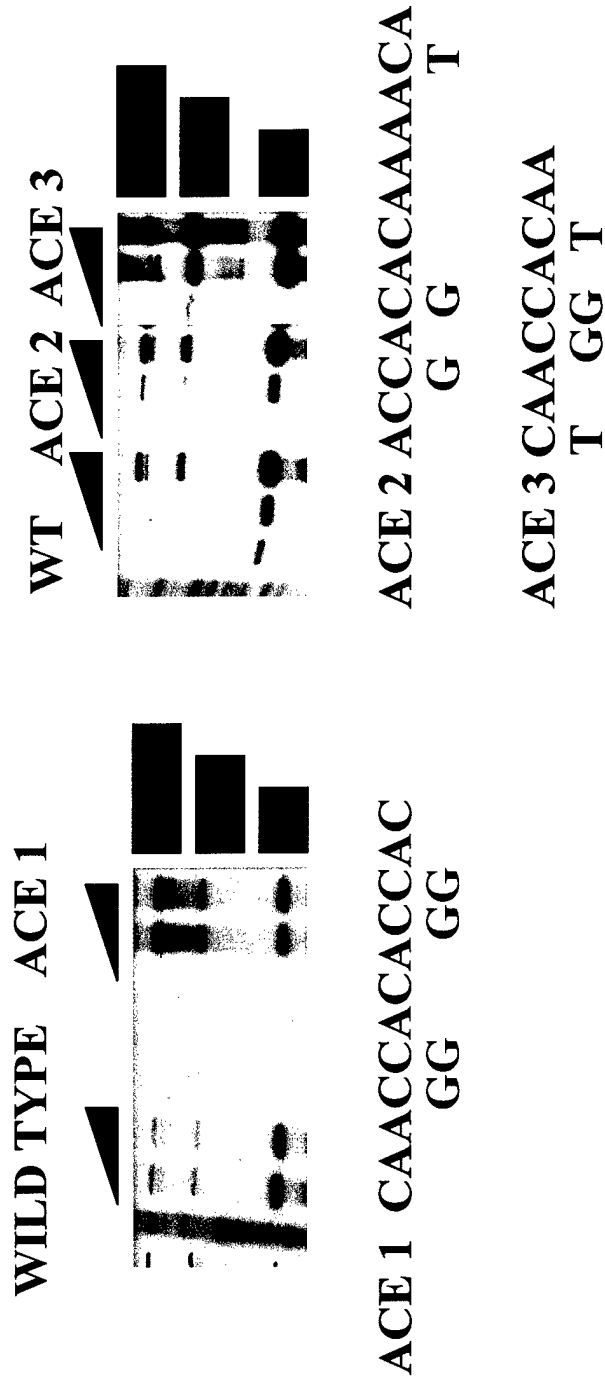 WILD TYPE ACE 1
ACE 1 CAACCACACCAC
GG GG
WT ACE 2 ACE 3
ACE 2 ACCACACAAAACA
G G T
ACE 3 CAACCACAA
T GG T